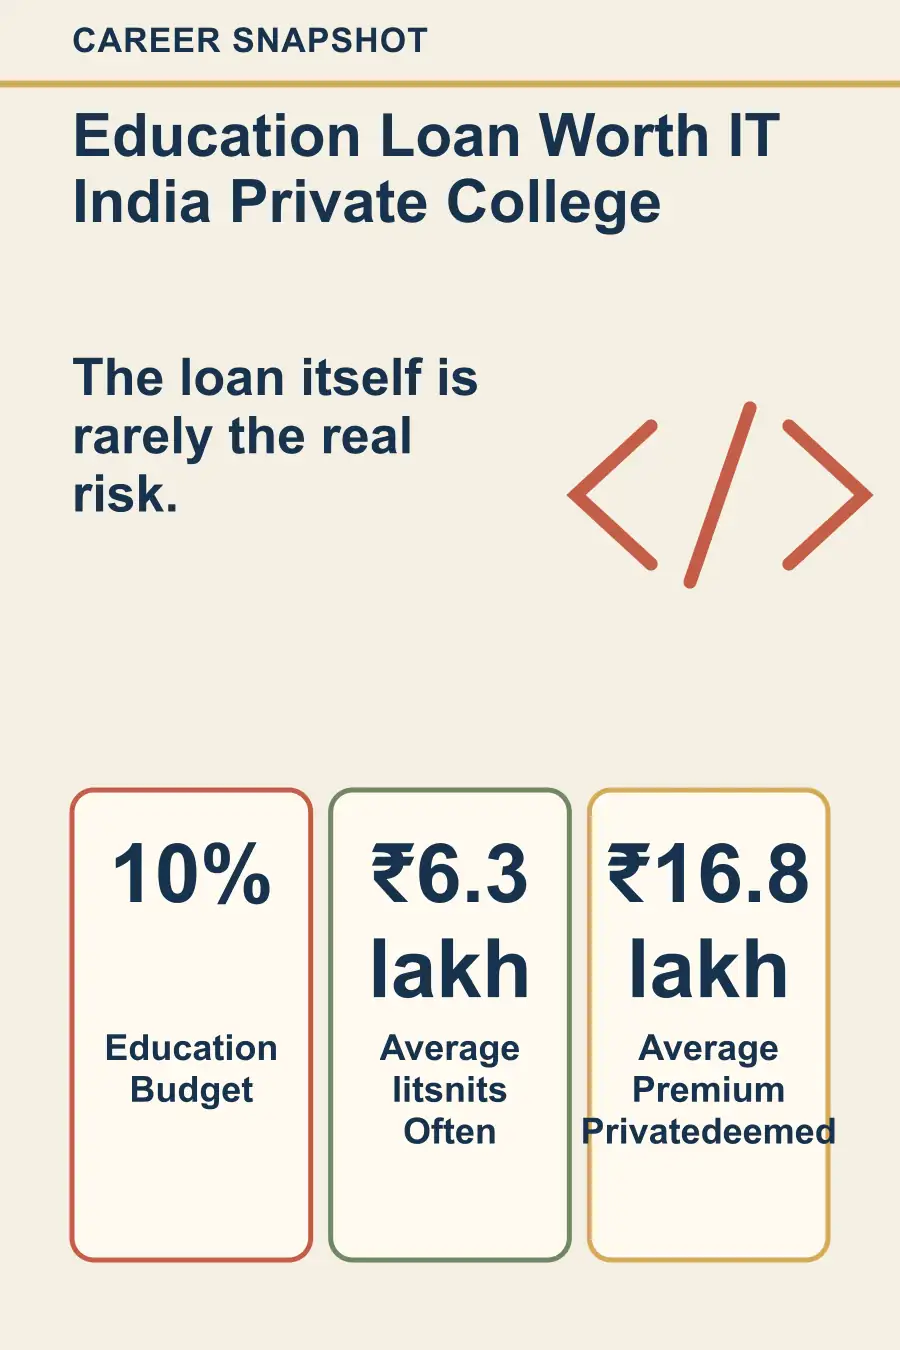 CAREER SNAPSHOT
Education Loan Worth IT
India Private College
The loan itself is
rarely the real
risk.
10%
Education
Budget
₹6.3
lakh
Average
Iitsnits
Often
₹16.8
lakh
Average
Premium
Privatedeemed